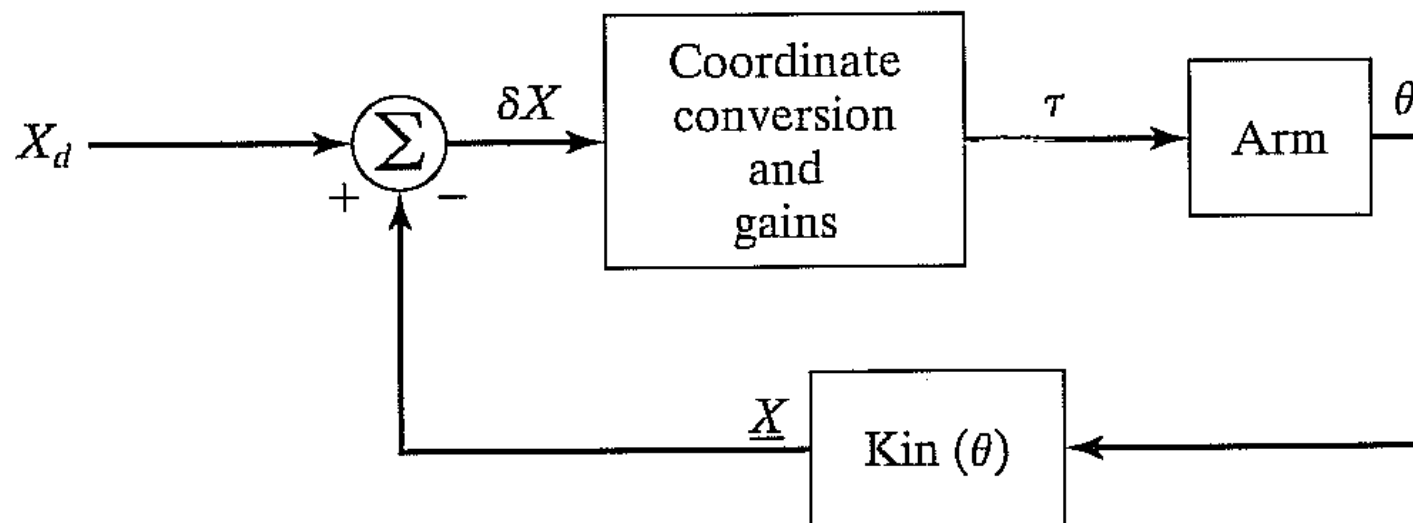 X_d
Σ
+ −
δX
Coordinate
conversion
and
gains
τ
Arm
θ
X
Kin (θ)